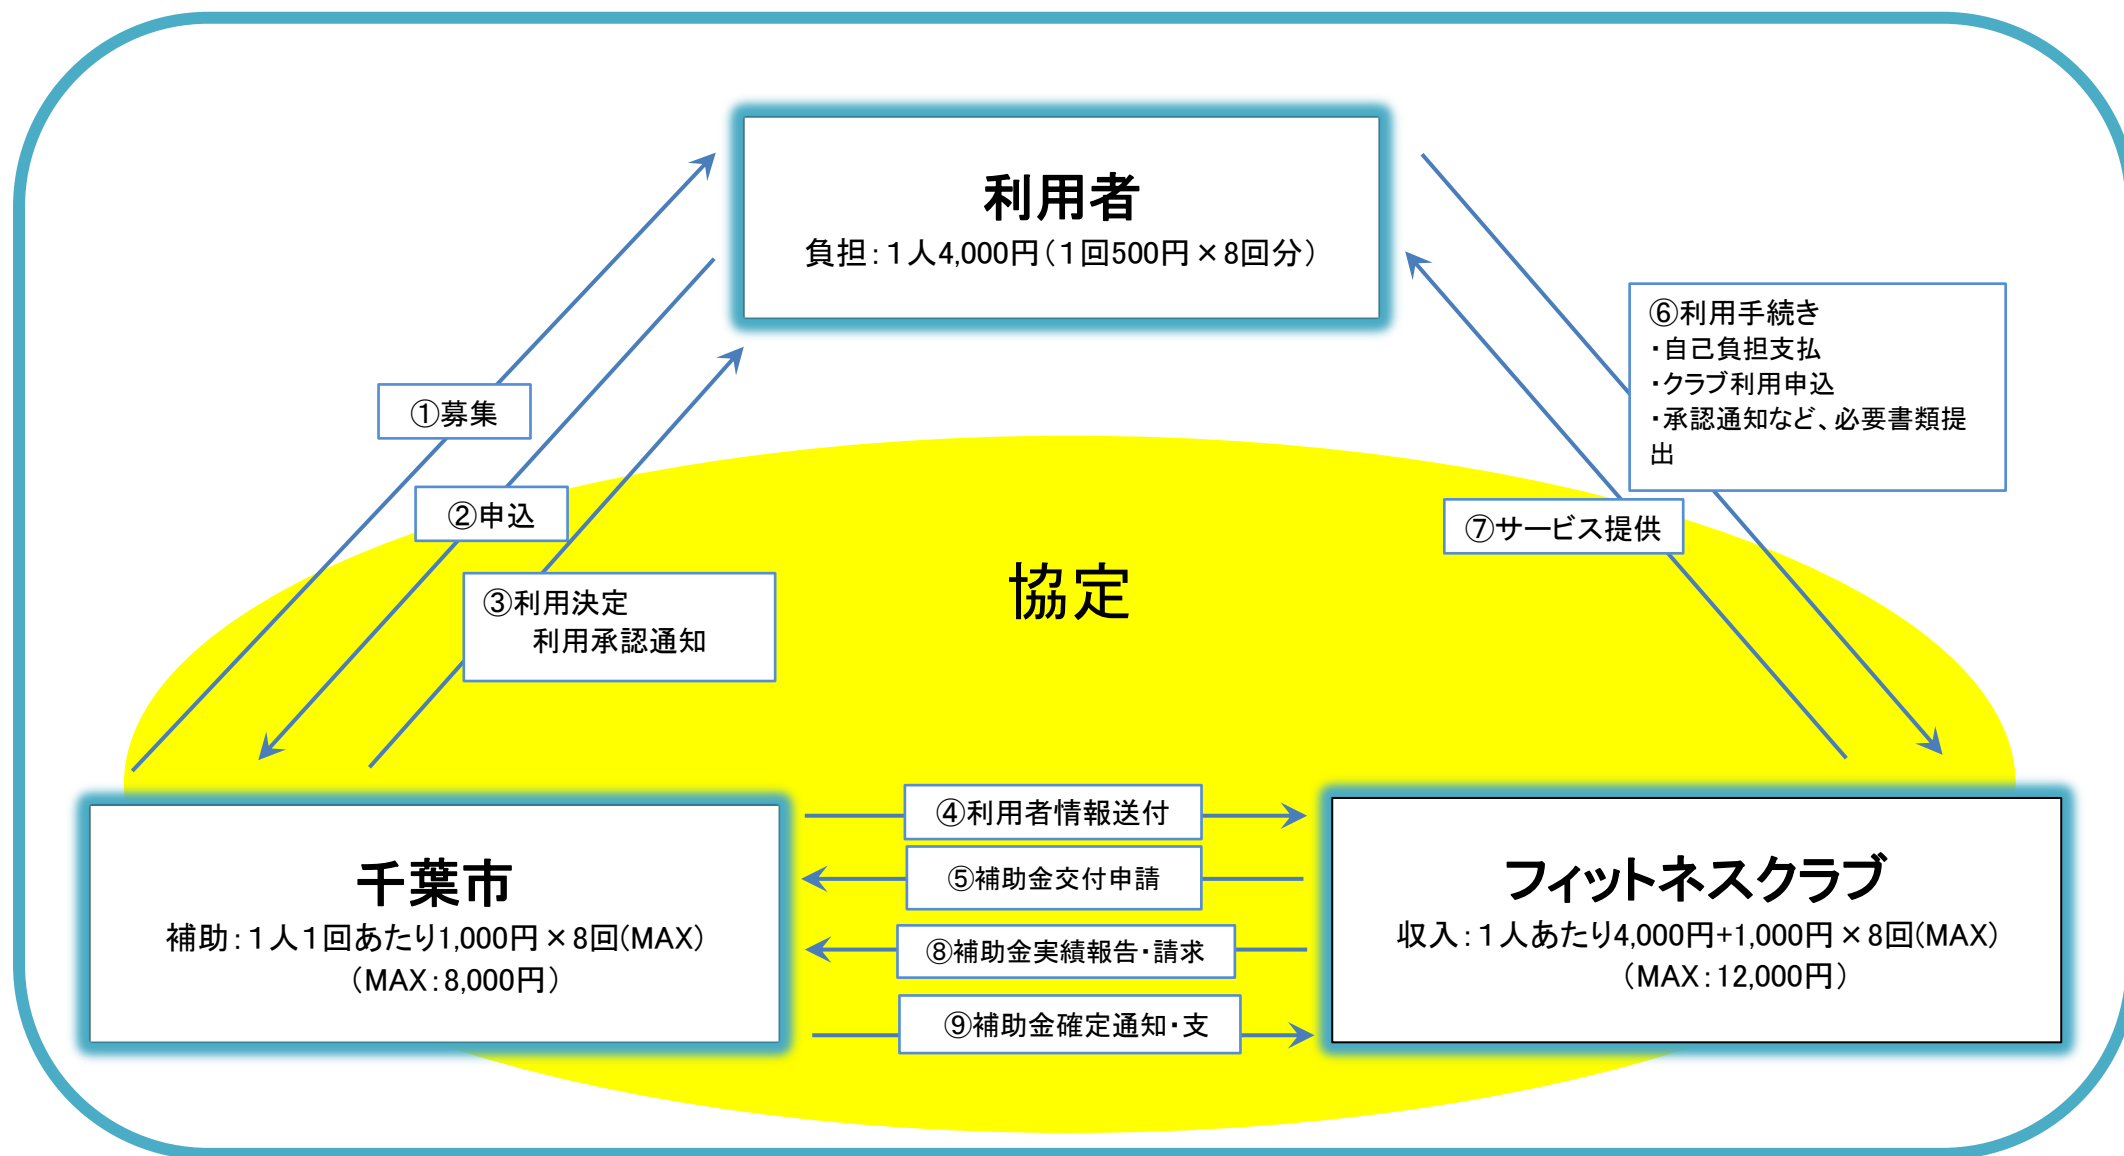 利用者
負担：１人4,000円（１回500円×8回分）
⑥利用手続き
・自己負担支払
・クラブ利用申込
・承認通知など、必要書類提
出
①募集
②申込
⑦サービス提供
③利用決定
利用承認通知
協定
④利用者情報送付
⑤補助金交付申請
⑧補助金実績報告・請求
⑨補助金確定通知・支
千葉市
補助：１人１回あたり1,000円×8回(MAX)
（MAX：8,000円）
フィットネスクラブ
収入：１人あたり4,000円+1,000円×8回(MAX)
（MAX：12,000円）